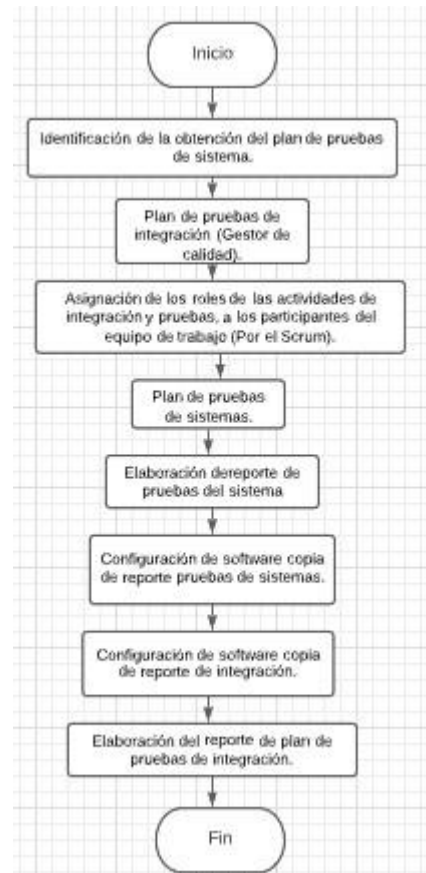 Inicio
Identificación de la obtención del plan de pruebas
de sistema.
Plan de pruebas de
integración (Gestor de
calidad).
Asignación de los roles de las actividades de
integración y pruebas, a los participantes del
equipo de trabajo (Por el Scrum).
Plan de pruebas
de sistemas.
Elaboración dereporte de
pruebas del sistema
Configuración de software copia
de reporte pruebas de sistemas.
Configuración de software copia
de reporte de integración.
Elaboración del reporte de plan de
pruebas de integración.
Fin